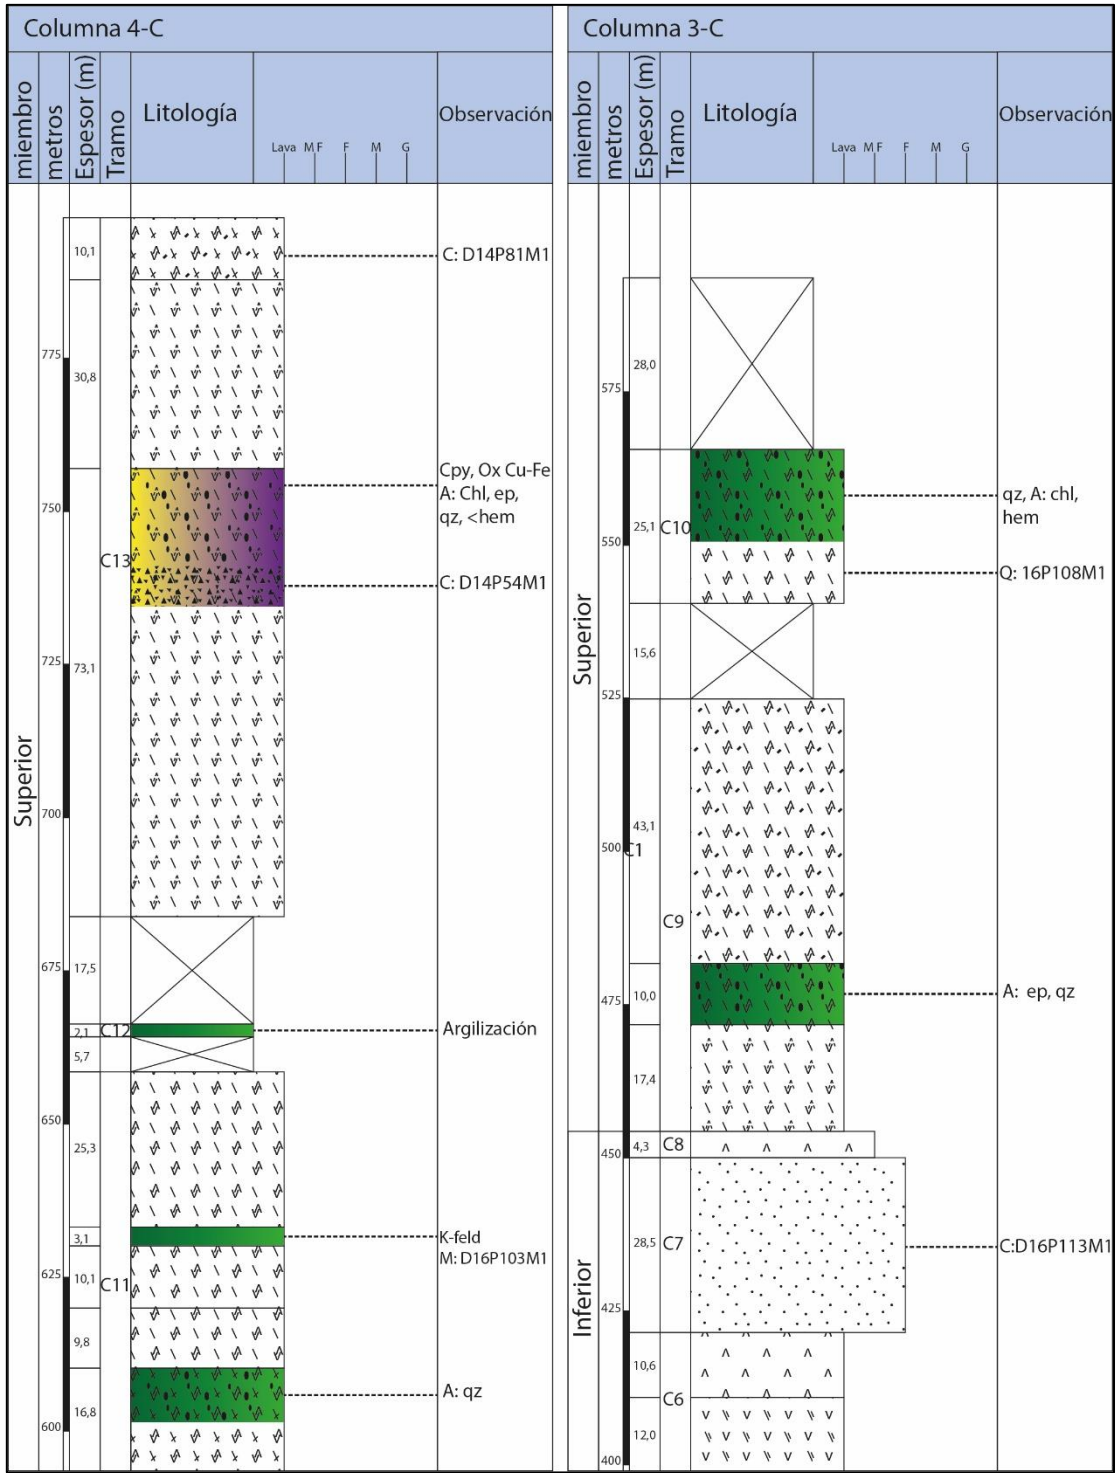 Columna 4-C
miembro
metros
Espesor (m)
Tramo
Litología
Lava MF F M G
Observación
Superior
10,1
C: D14P81M1
775
30,8
Cpy, Ox Cu-Fe
A: Chl, ep,
qz, <hem
750
C13
C: D14P54M1
725
73,1
700
675
17,5
2,1
C12
Argilización
5,7
650
25,3
3,1
K-feld
M: D16P103M1
625
10,1
C11
9,8
16,8
A: qz
600
Columna 3-C
miembro
metros
Espesor (m)
Tramo
Litología
Lava MF F M G
Observación
Superior
575
28,0
qz, A: chl,
hem
25,1
C10
550
Q: 16P108M1
15,6
525
43,1
500
C1
C9
475
10,0
A: ep, qz
17,4
Inferior
450
4,3
C8
28,5
C7
C:D16P113M1
425
10,6
C6
12,0
400